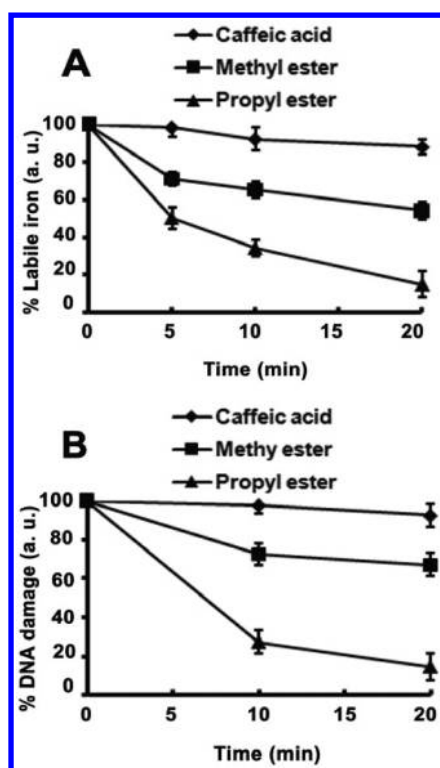 A
Caffeic acid
Methyl ester
Propyl ester
% Labile iron (a. u.)
100
80
60
40
20
0
0 5 10 15 20
Time (min)
B
Caffeic acid
Methy ester
Propyl ester
% DNA damage (a. u.)
100
80
60
40
20
0
0 5 10 15 20
Time (min)